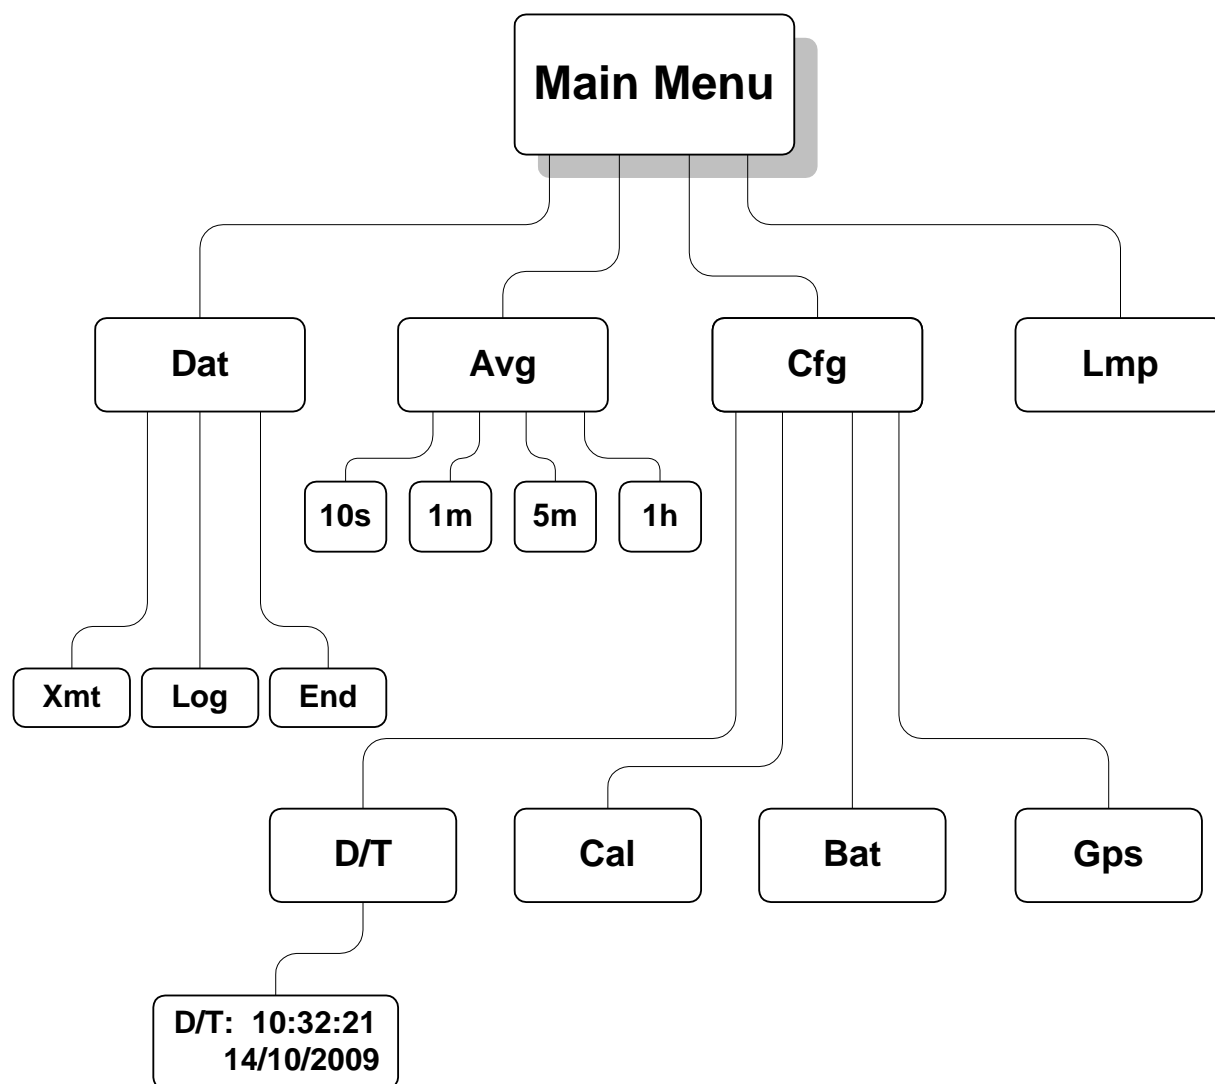 Main Menu
Dat
Avg
Cfg
Lmp
10s
1m
5m
1h
Xmt
Log
End
D/T
Cal
Bat
Gps
D/T:  10:32:21
14/10/2009